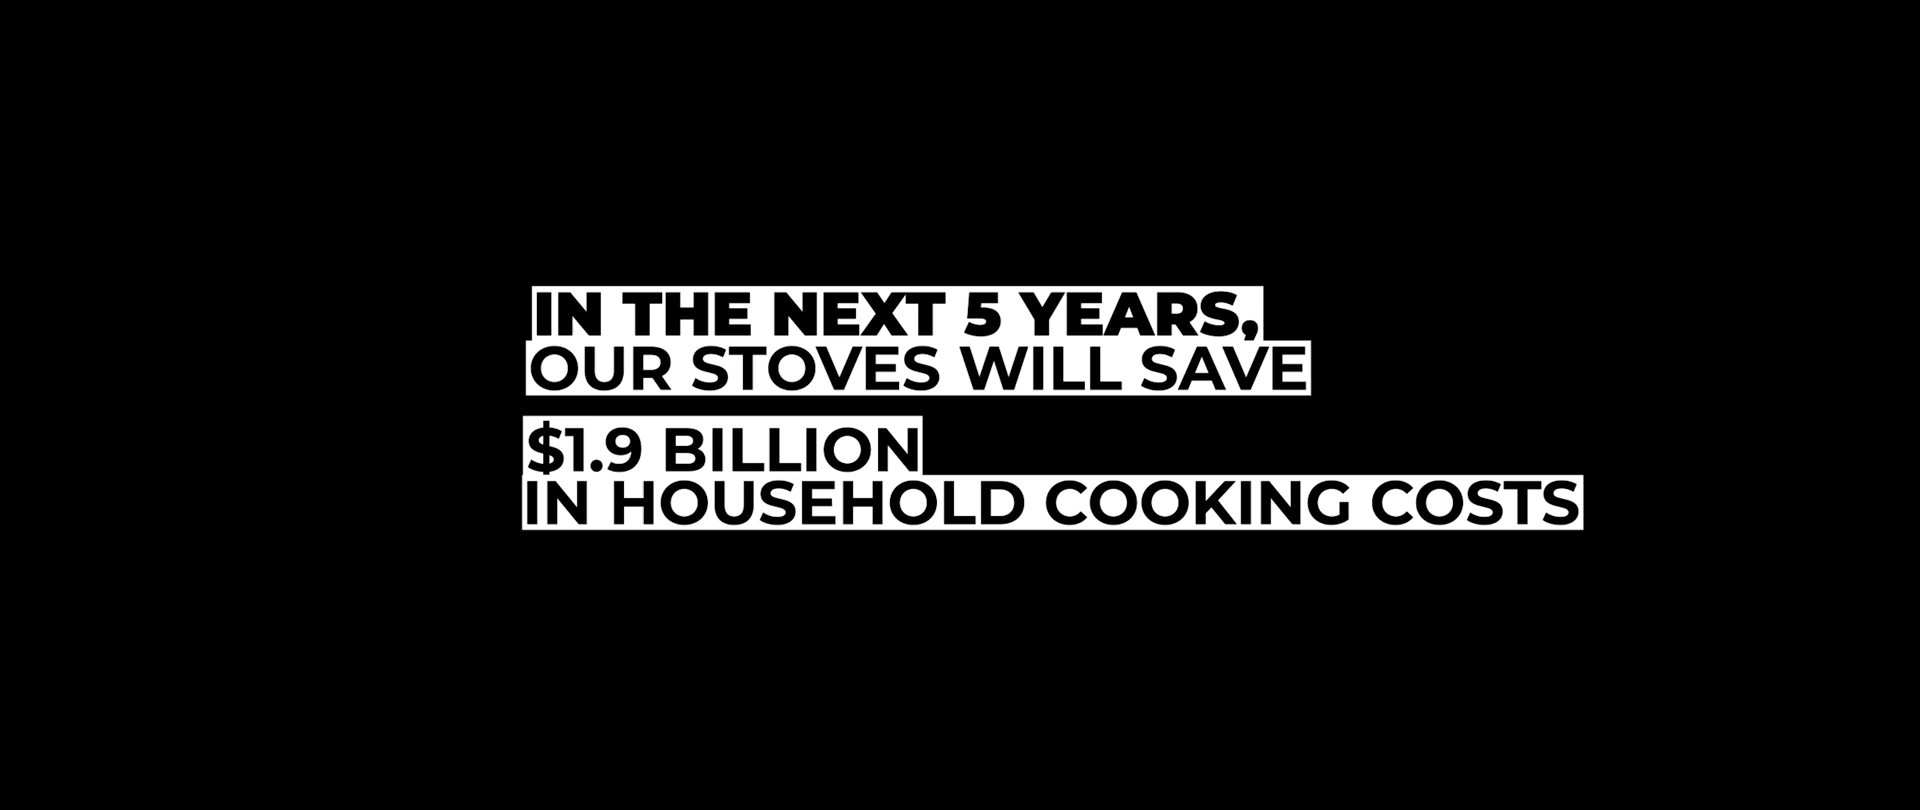 IN THE NEXT 5 YEARS,
OUR STOVES WILL SAVE
$1.9 BILLION
IN HOUSEHOLD COOKING COSTS